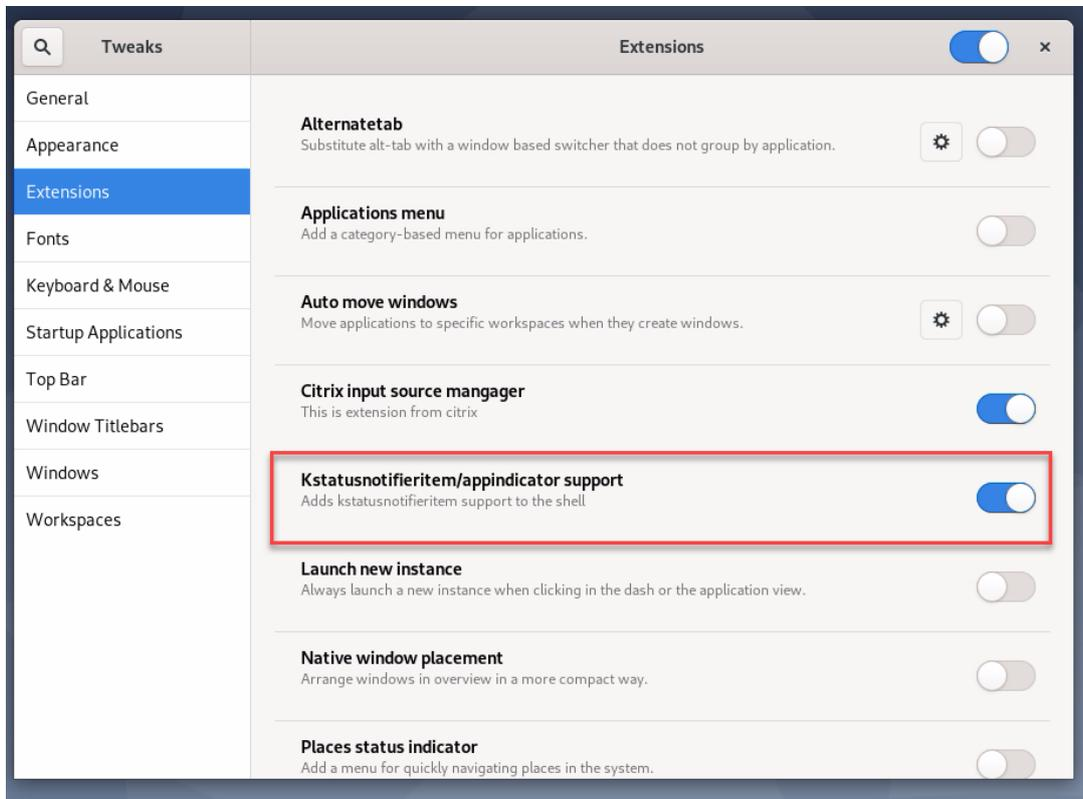 Tweaks
Extensions
General
Appearance
Extensions
Fonts
Keyboard & Mouse
Startup Applications
Top Bar
Window Titlebars
Windows
Workspaces
Alternatetab
Substitute alt-tab with a window based switcher that does not group by application.
Applications menu
Add a category-based menu for applications.
Auto move windows
Move applications to specific workspaces when they create windows.
Citrix input source mangager
This is extension from citrix
Kstatusnotifieritem/appindicator support
Adds kstatusnotifieritem support to the shell
Launch new instance
Always launch a new instance when clicking in the dash or the application view.
Native window placement
Arrange windows in overview in a more compact way.
Places status indicator
Add a menu for quickly navigating places in the system.